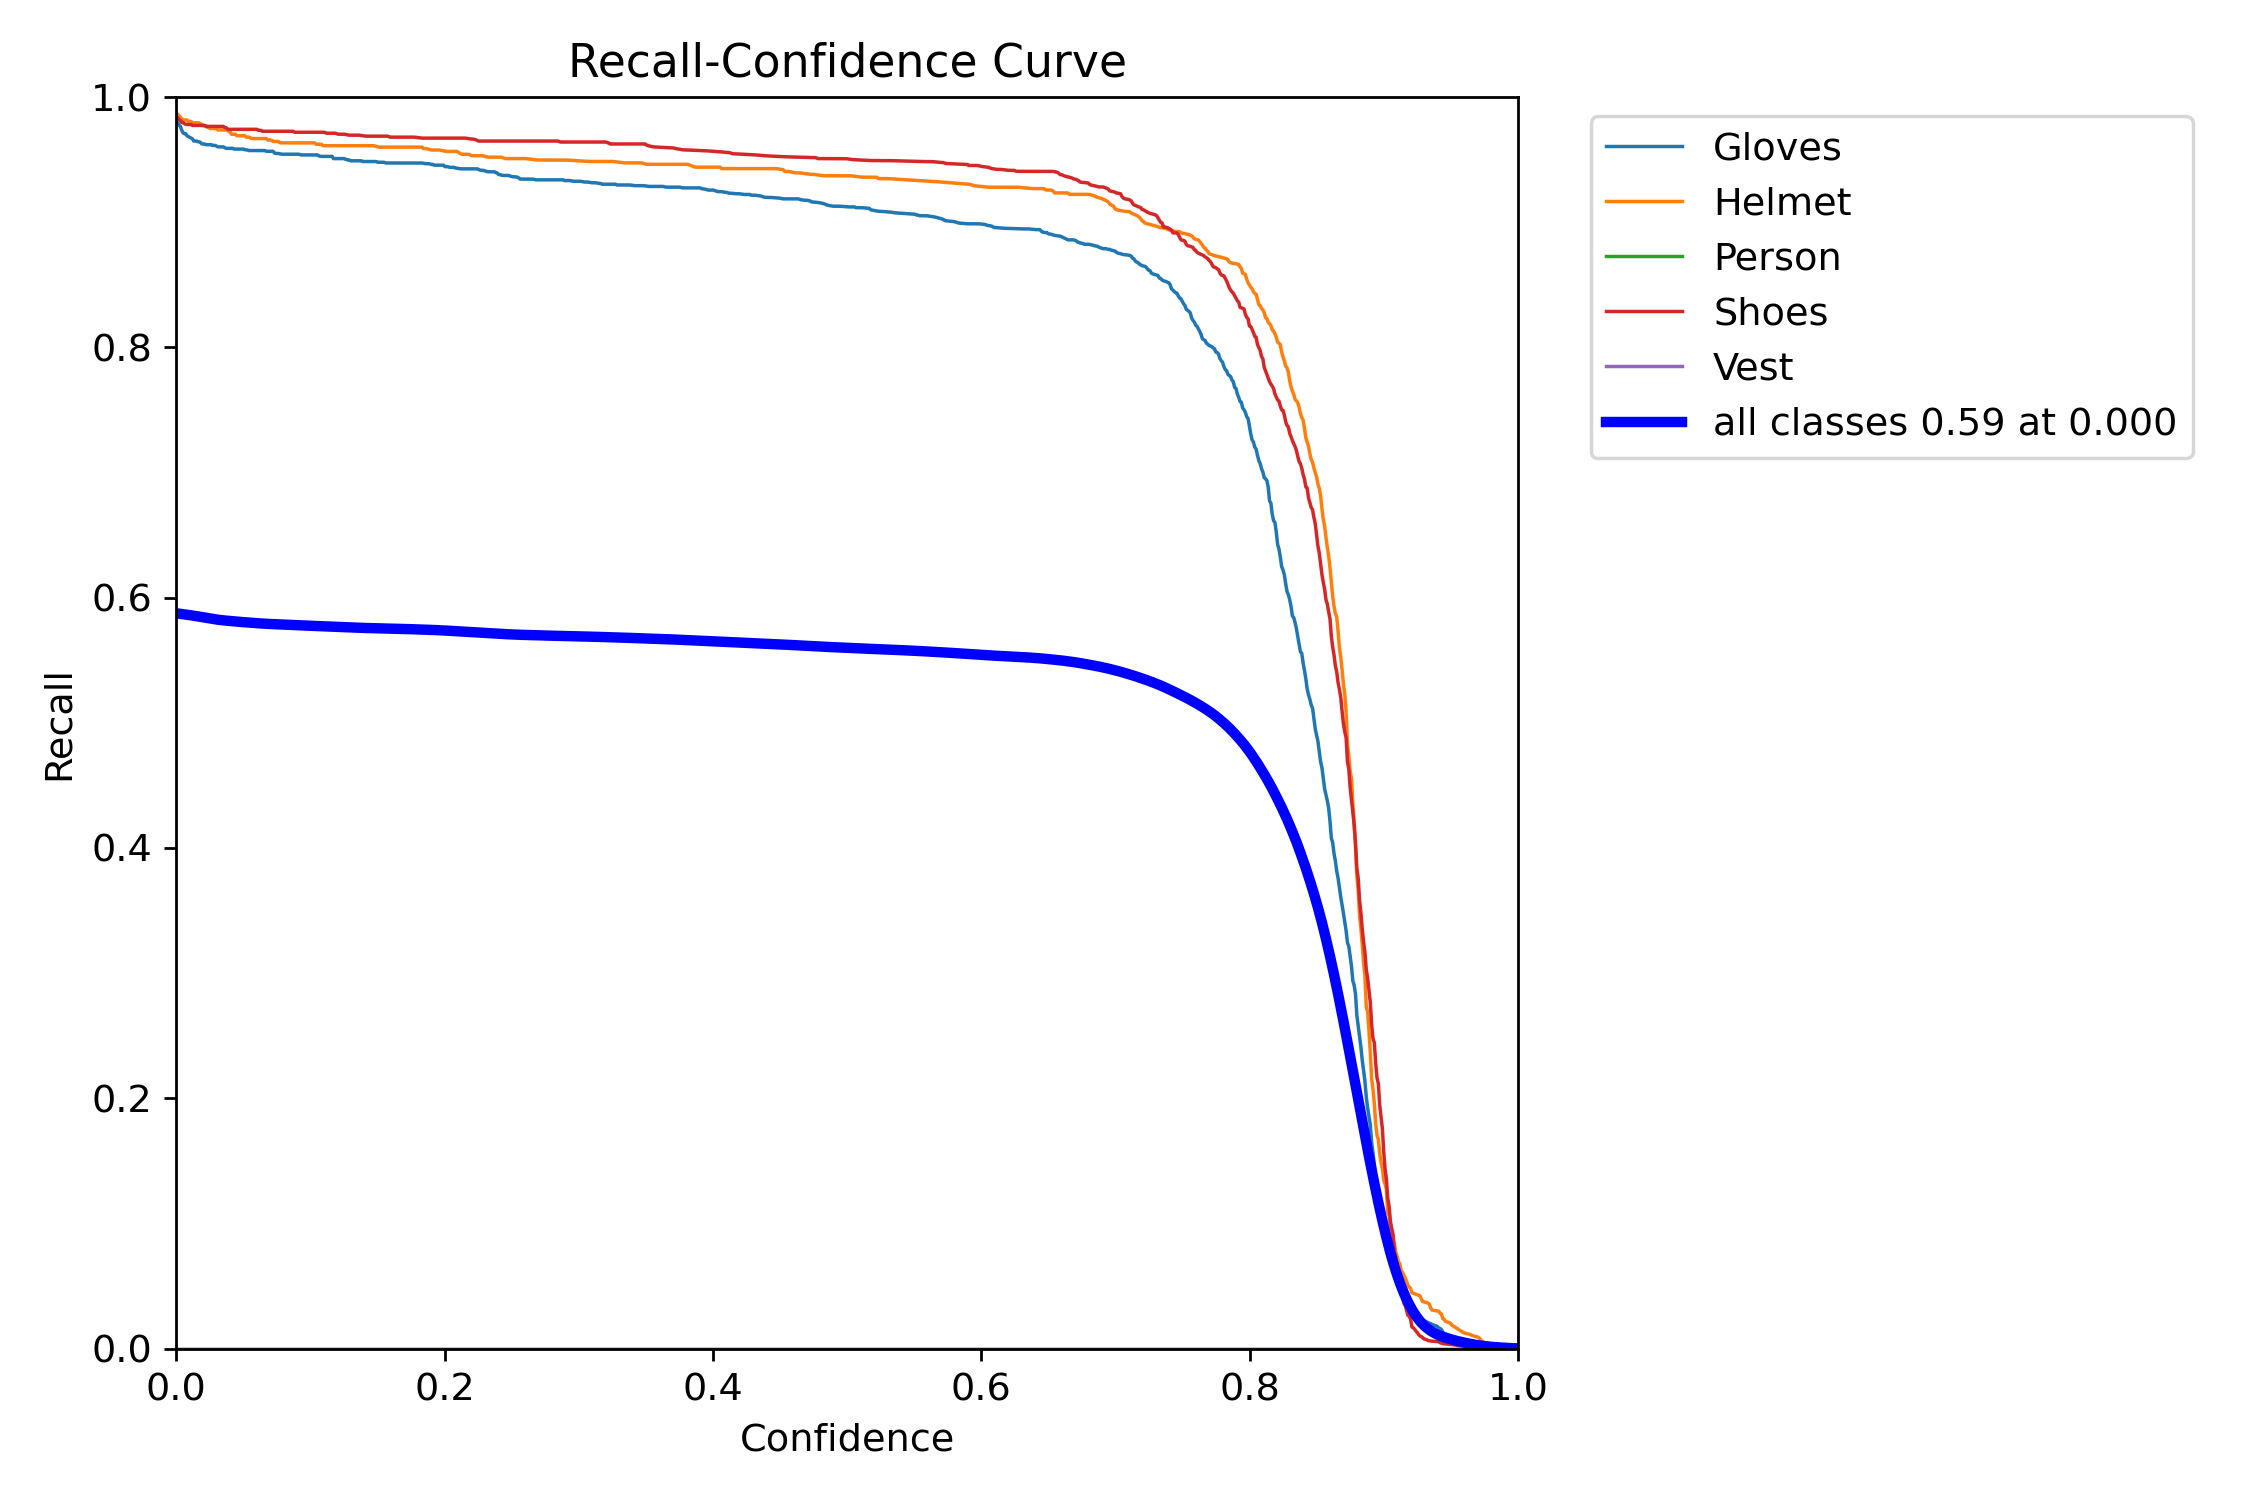 Recall-Confidence Curve
1.0
0.8
0.6
0.4
0.2
0.0
Recall
0.0 0.2 0.4 0.6 0.8 1.0
Confidence
Gloves
Helmet
Person
Shoes
Vest
all classes 0.59 at 0.000